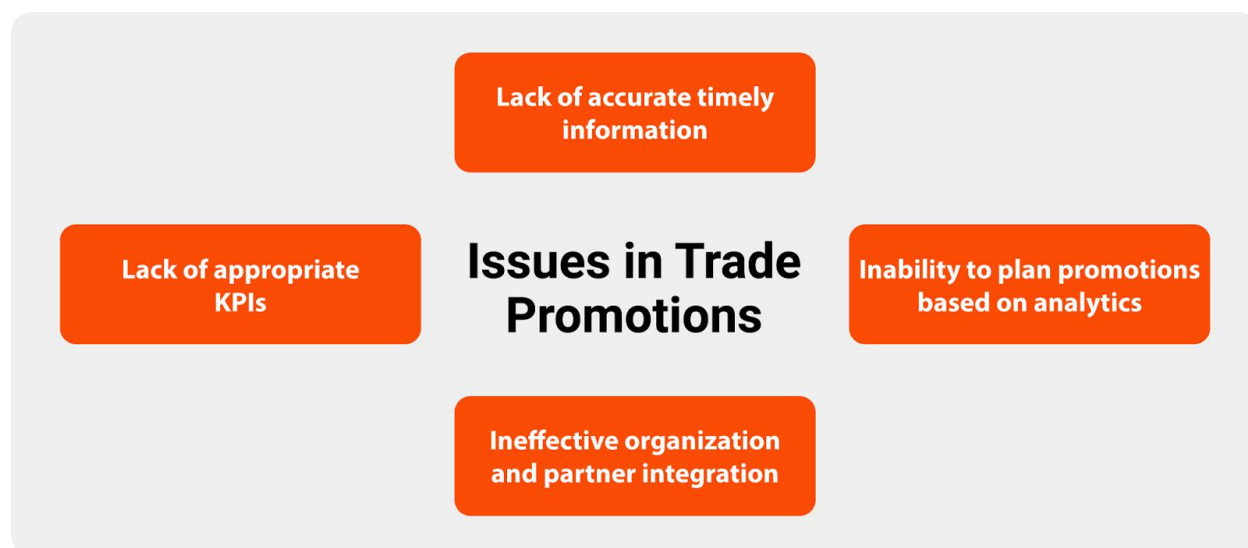 Lack of accurate timely
information
Lack of appropriate
KPIs
Issues in Trade
Promotions
Inability to plan promotions
based on analytics
Ineffective organization
and partner integration